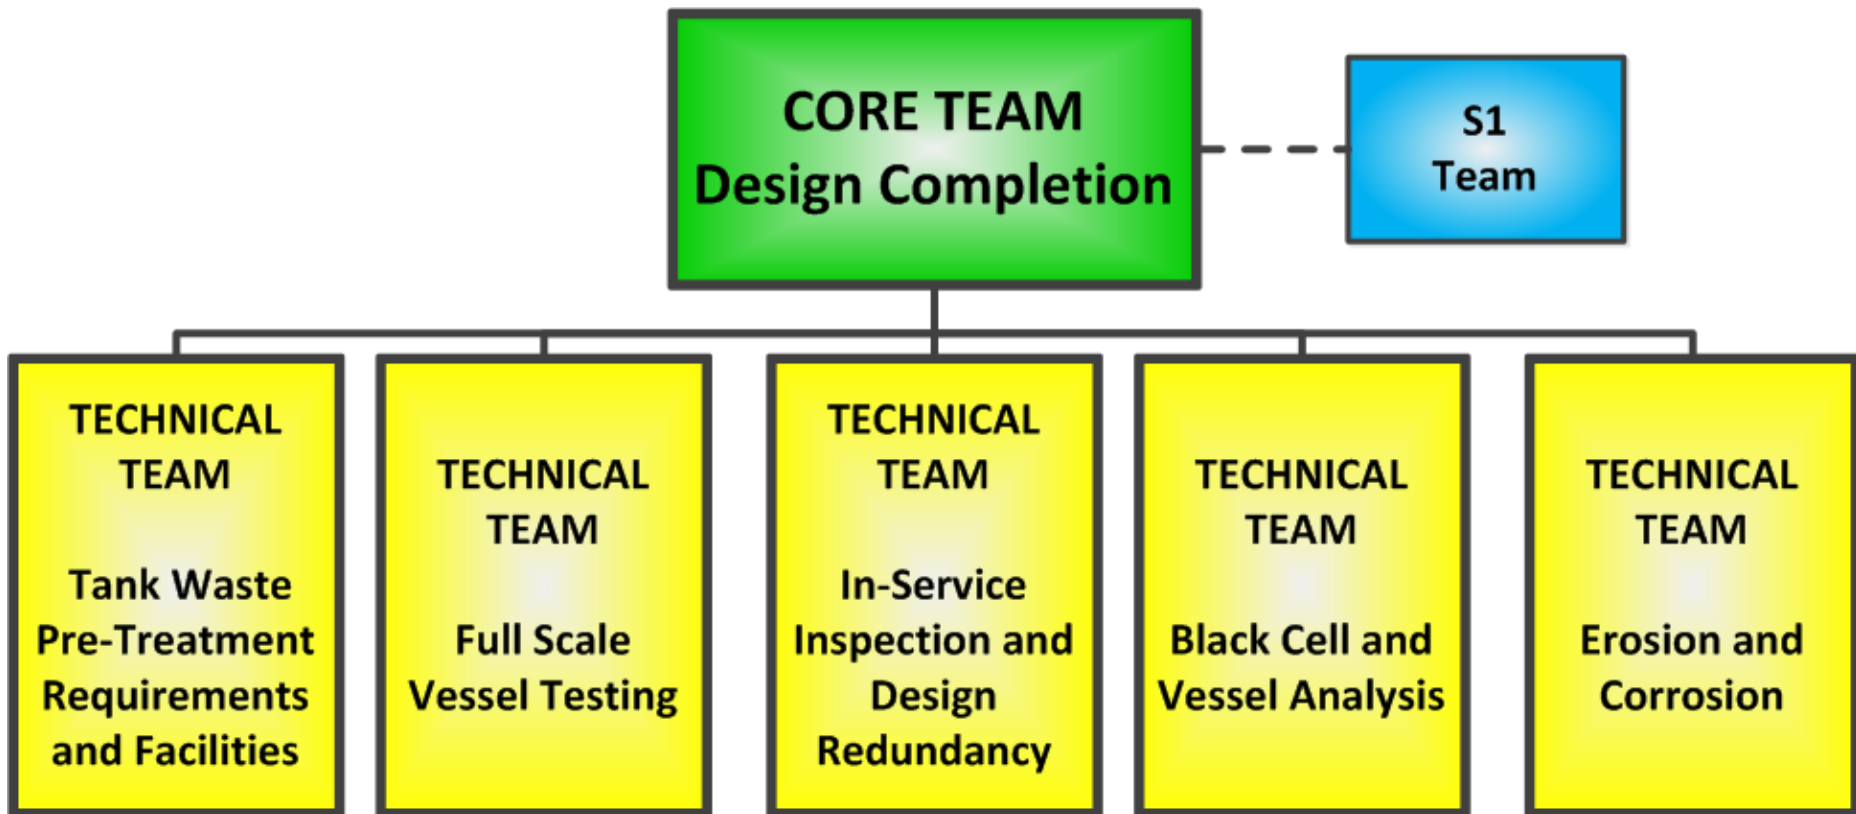 CORE TEAM
Design Completion
S1
Team
TECHNICAL
TEAM
Tank Waste
Pre-Treatment
Requirements
and Facilities
TECHNICAL
TEAM
Full Scale
Vessel Testing
TECHNICAL
TEAM
In-Service
Inspection and
Design
Redundancy
TECHNICAL
TEAM
Black Cell and
Vessel Analysis
TECHNICAL
TEAM
Erosion and
Corrosion